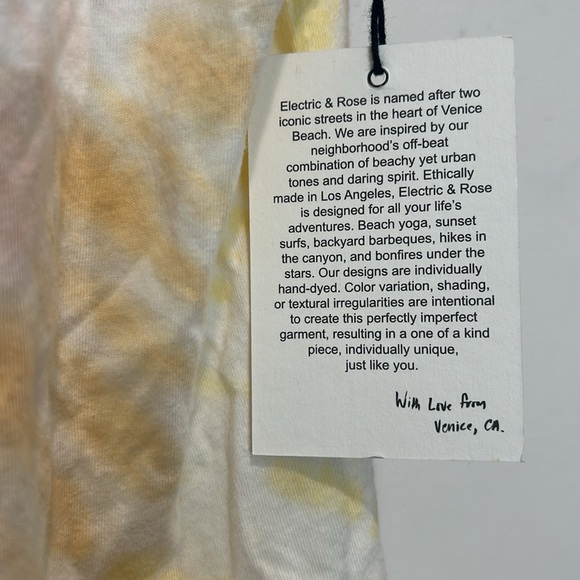 Electric & Rose is named after two
iconic streets in the heart of Venice
Beach. We are inspired by our
neighborhood's off-beat
combination of beachy yet urban
tones and daring spirit. Ethically
made in Los Angeles, Electric & Rose
is designed for all your life's
adventures. Beach yoga, sunset
surfs, backyard barbeques, hikes in
the canyon, and bonfires under the
stars. Our designs are individually
hand-dyed. Color variation, shading,
or textural irregularities are intentional
to create this perfectly imperfect
garment, resulting in a one of a kind
piece, individually unique,
just like you.
With Love from
Venice, CA.